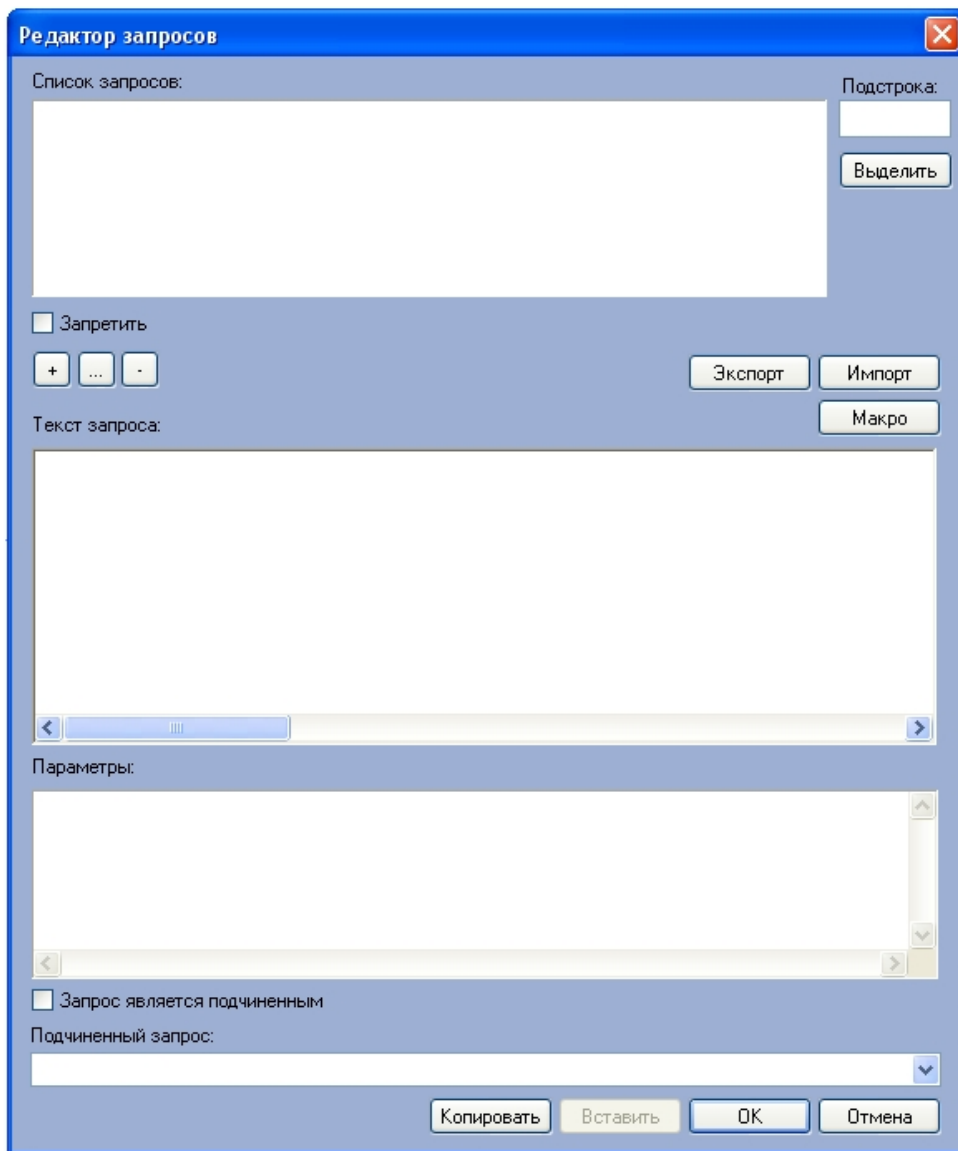 Редактор запросов
Список запросов:
Подстрока:
Выделить
Запретить
+ ... -
Экспорт Импорт
Макро
Текст запроса:
Параметры:
Запрос является подчиненным
Подчиненный запрос:
Копировать Вставить OK Отмена